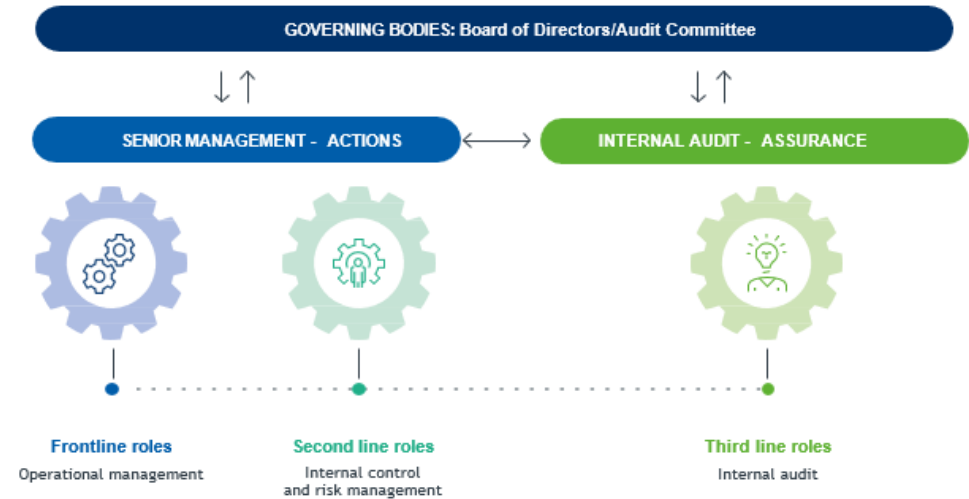 GOVERNING BODIES: Board of Directors/Audit Committee
SENIOR MANAGEMENT - ACTIONS
INTERNAL AUDIT - ASSURANCE
Frontline roles
Operational management
Second line roles
Internal control
and risk management
Third line roles
Internal audit